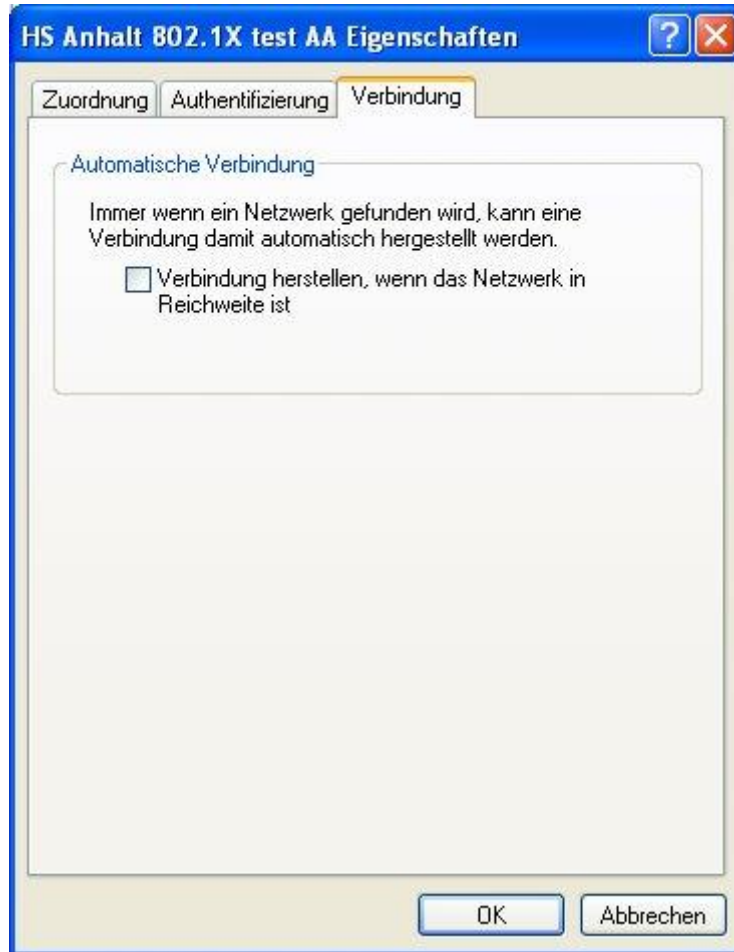 HS Anhalt 802.1X test AA Eigenschaften
Zuordnung Authentifizierung Verbindung
Automatische Verbindung
Immer wenn ein Netzwerk gefunden wird, kann eine
Verbindung damit automatisch hergestellt werden.
Verbindung herstellen, wenn das Netzwerk in
Reichweite ist
OK Abbrechen